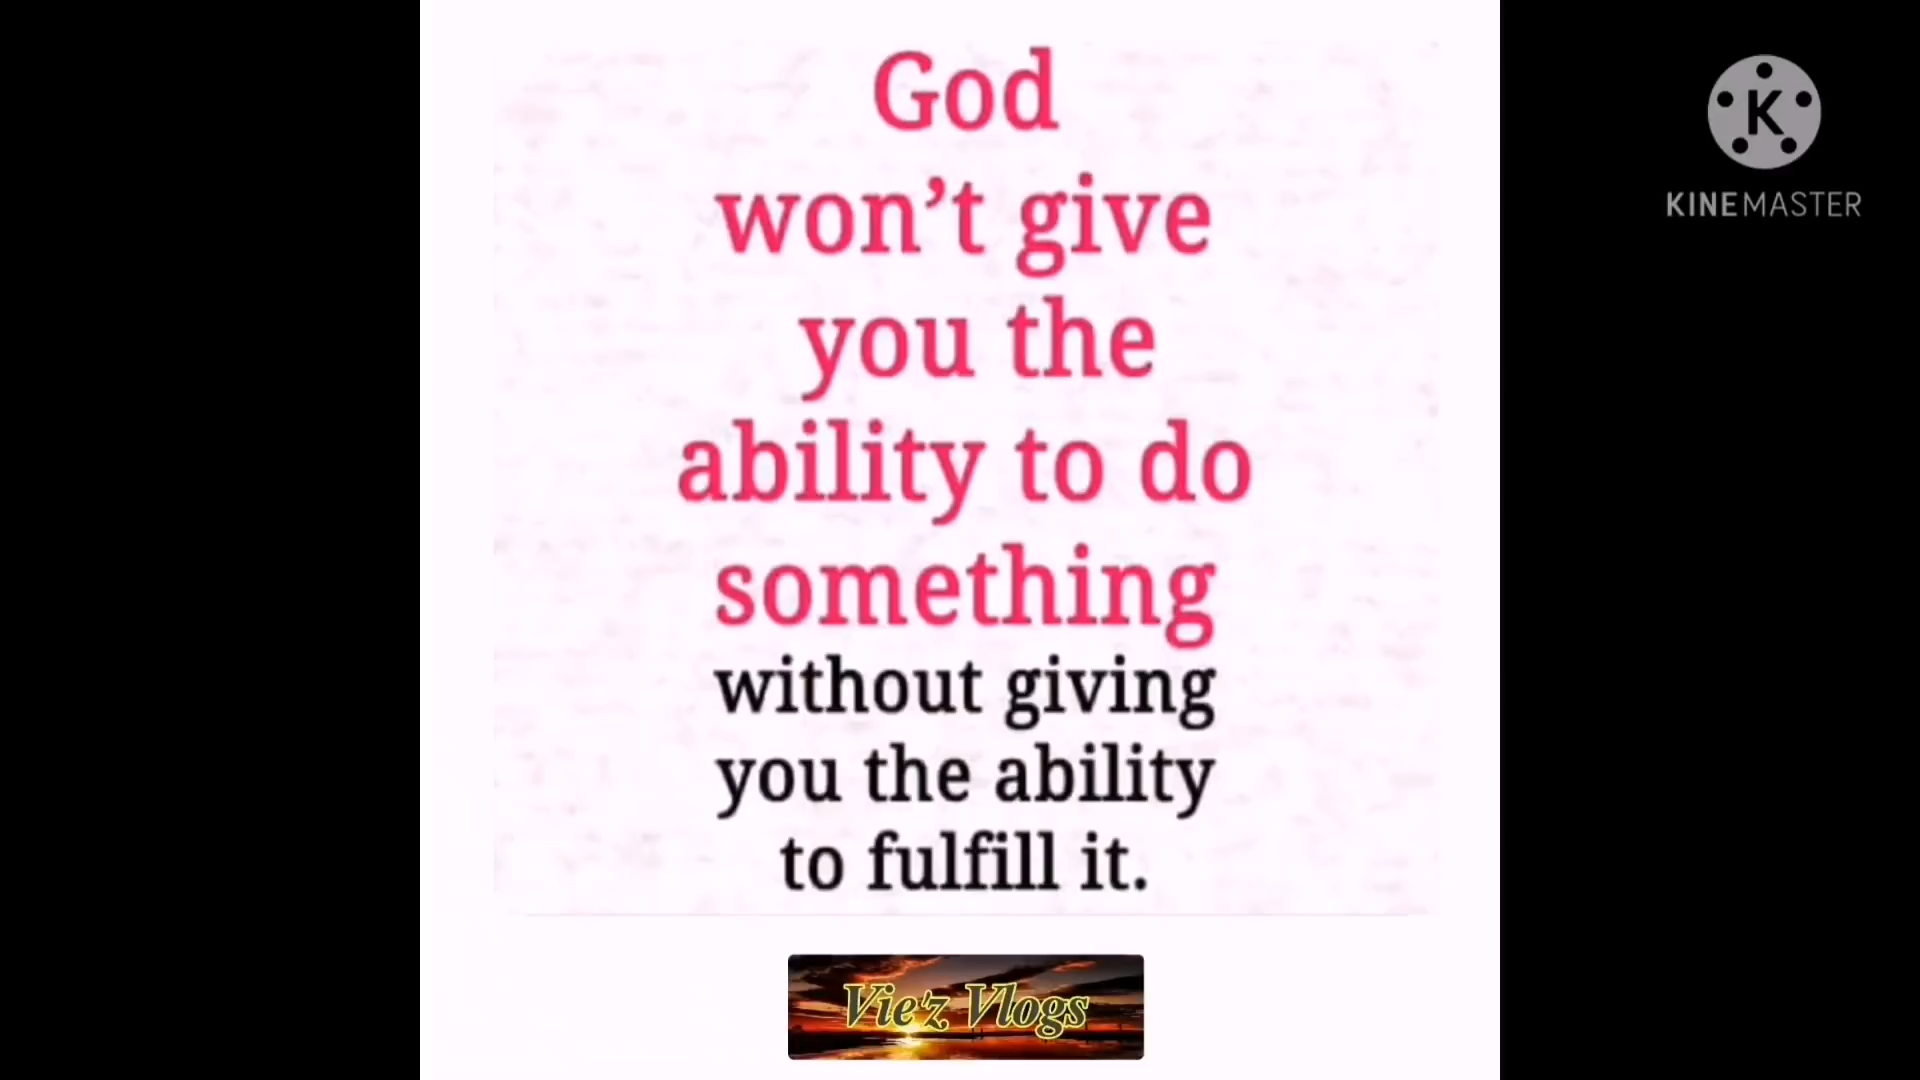 God
won’t give
you the
ability to do
something
without giving
you the ability
to fulfill it.
Vie'z Vlogs
K
KINEMASTER